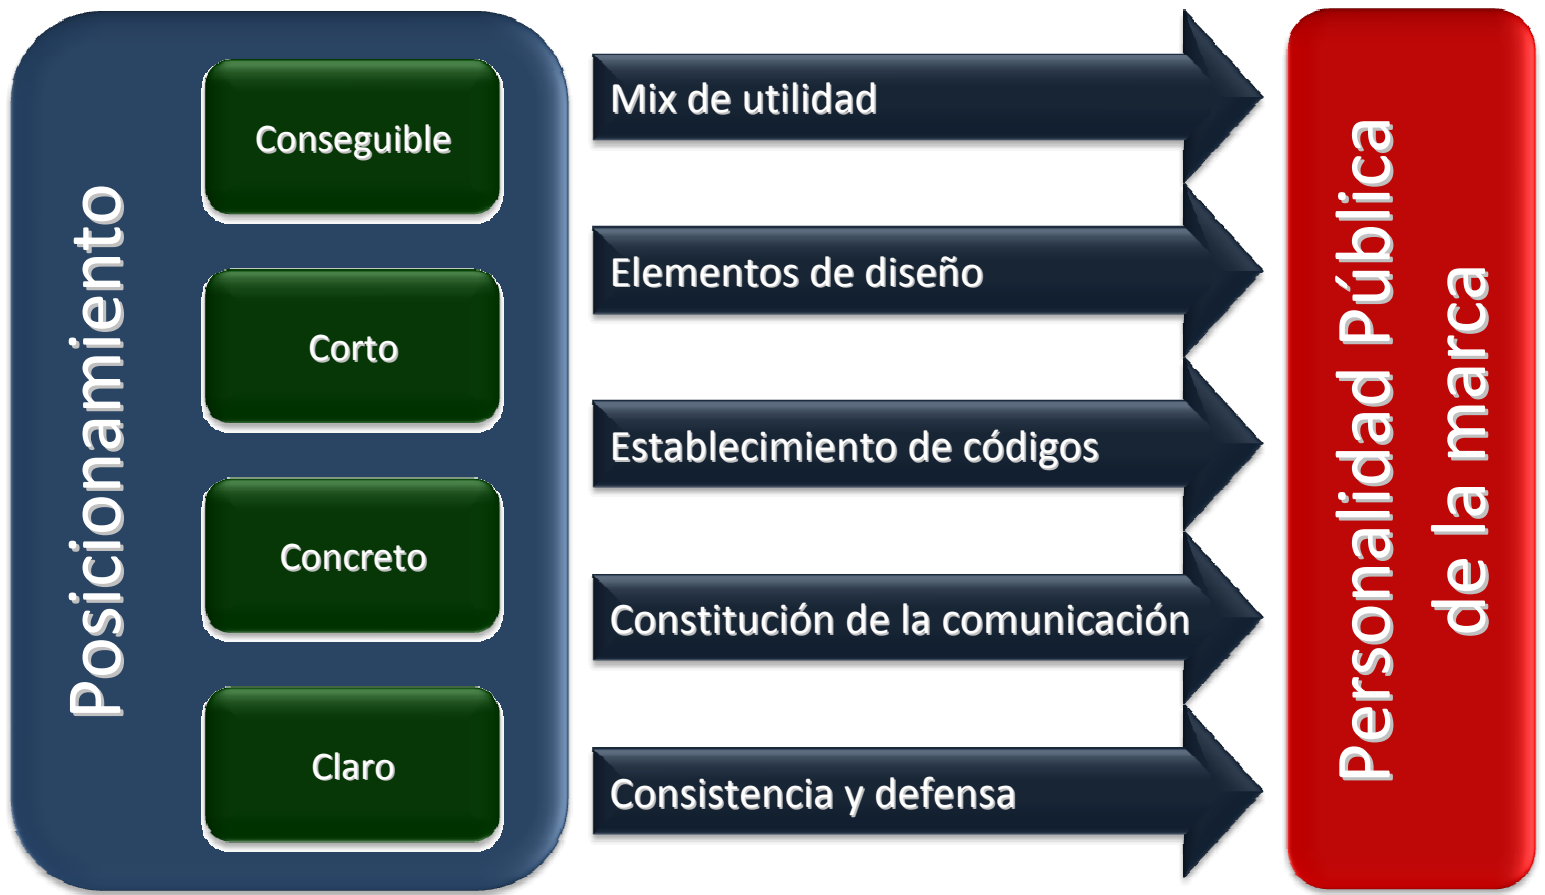 Posicionamiento
Conseguible
Corto
Concreto
Claro
Mix de utilidad
Elementos de diseño
Establecimiento de códigos
Constitución de la comunicación
Consistencia y defensa
Personalidad Pública
de la marca